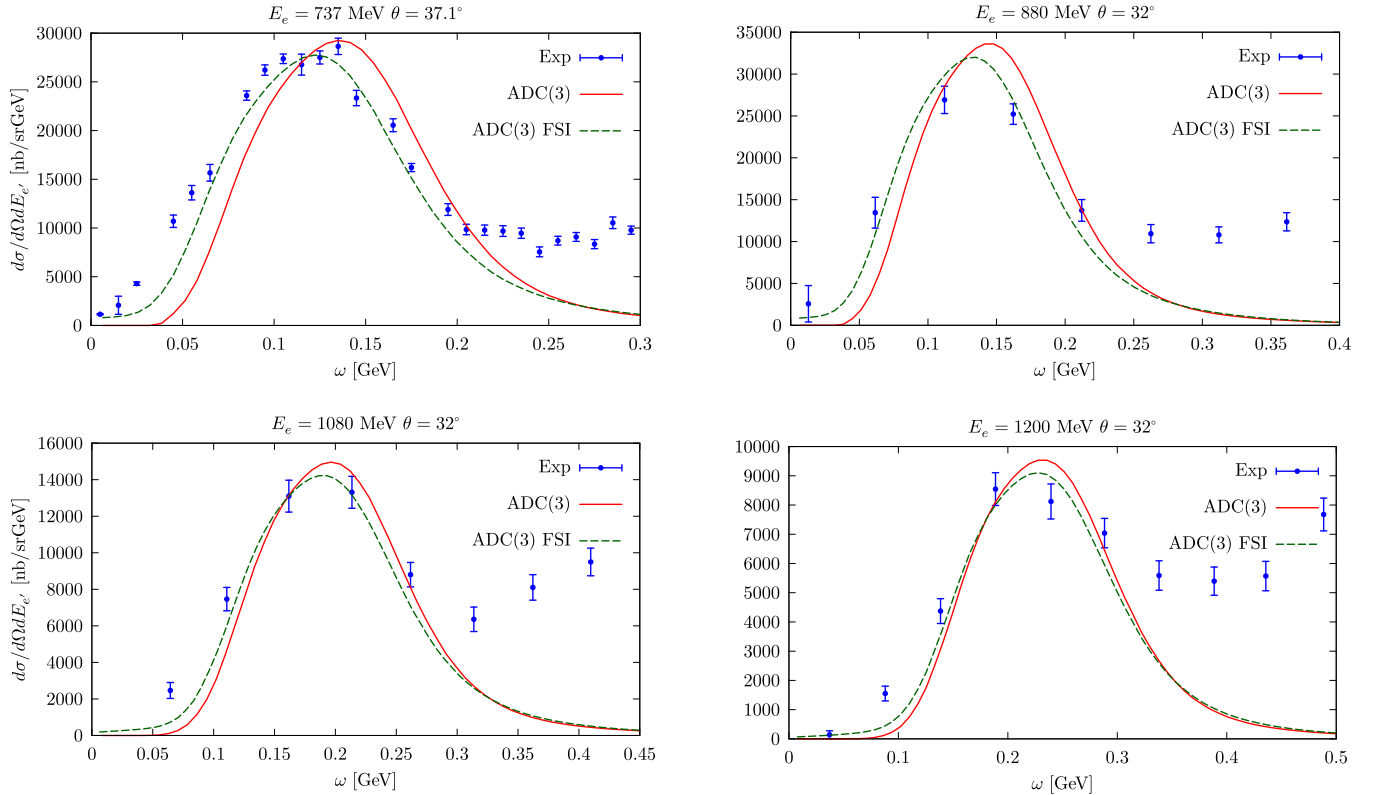 E_e = 737 MeV θ = 37.1°
dσ/dΩdE_{e′} [nb/srGeV]
30000
25000
20000
15000
10000
5000
0
Exp
ADC(3)
ADC(3) FSI
0 0.05 0.1 0.15 0.2 0.25 0.3
ω [GeV]
E_e = 880 MeV θ = 32°
35000
30000
25000
20000
15000
10000
5000
0
Exp
ADC(3)
ADC(3) FSI
0 0.05 0.1 0.15 0.2 0.25 0.3 0.35 0.4
ω [GeV]
E_e = 1080 MeV θ = 32°
dσ/dΩdE_{e′} [nb/srGeV]
16000
14000
12000
10000
8000
6000
4000
2000
0
Exp
ADC(3)
ADC(3) FSI
0 0.05 0.1 0.15 0.2 0.25 0.3 0.35 0.4 0.45
ω [GeV]
E_e = 1200 MeV θ = 32°
10000
9000
8000
7000
6000
5000
4000
3000
2000
1000
0
Exp
ADC(3)
ADC(3) FSI
0 0.1 0.2 0.3 0.4 0.5
ω [GeV]